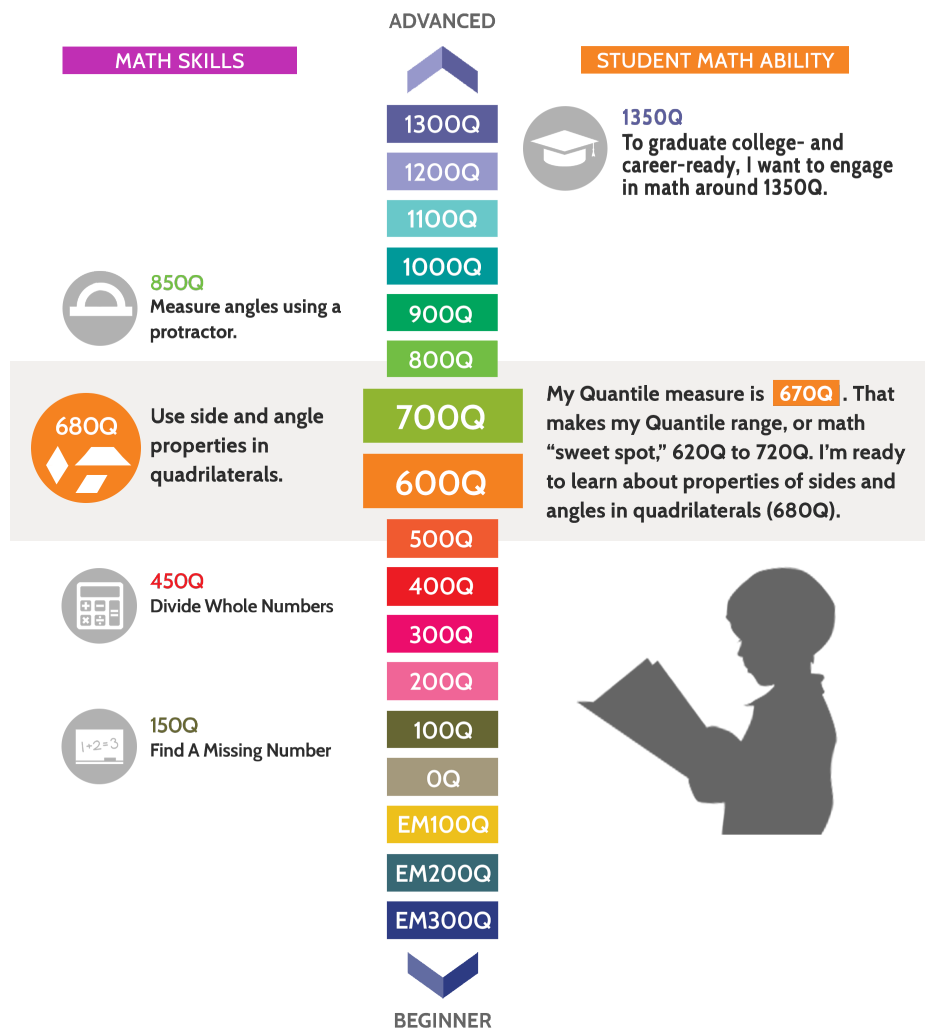 ADVANCED
MATH SKILLS
STUDENT MATH ABILITY
1300Q
1350Q
To graduate college- and
career-ready, I want to engage
in math around 1350Q.
1200Q
1100Q
1000Q
850Q
Measure angles using a
protractor.
900Q
800Q
680Q
Use side and angle
properties in
quadrilaterals.
700Q
600Q
My Quantile measure is 670Q . That
makes my Quantile range, or math
“sweet spot,” 620Q to 720Q. I’m ready
to learn about properties of sides and
angles in quadrilaterals (680Q).
500Q
450Q
Divide Whole Numbers
400Q
300Q
200Q
150Q
Find A Missing Number
1+2=3
100Q
0Q
EM100Q
EM200Q
EM300Q
BEGINNER